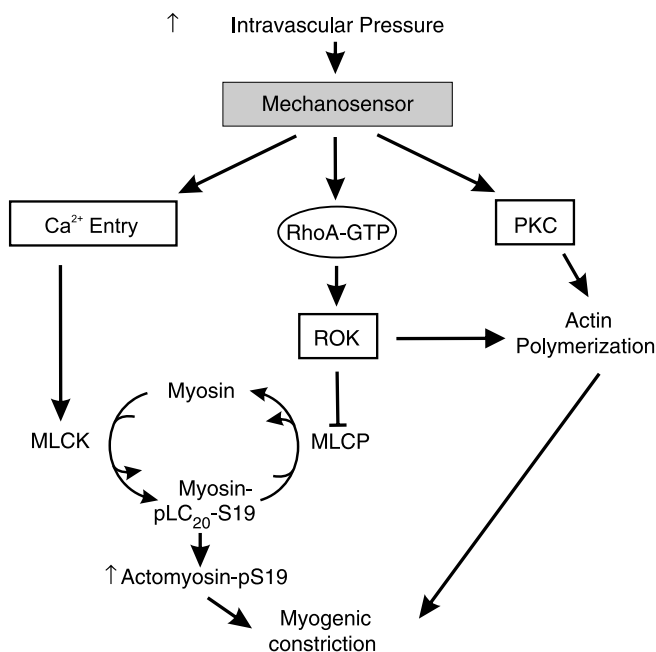 ↑ Intravascular Pressure
Mechanosensor
Ca²⁺ Entry
RhoA-GTP
PKC
ROK
Actin
Polymerization
Myosin
MLCK
MLCP
Myosin-
pLC₂₀-S19
↑ Actomyosin-pS19
Myogenic
constriction